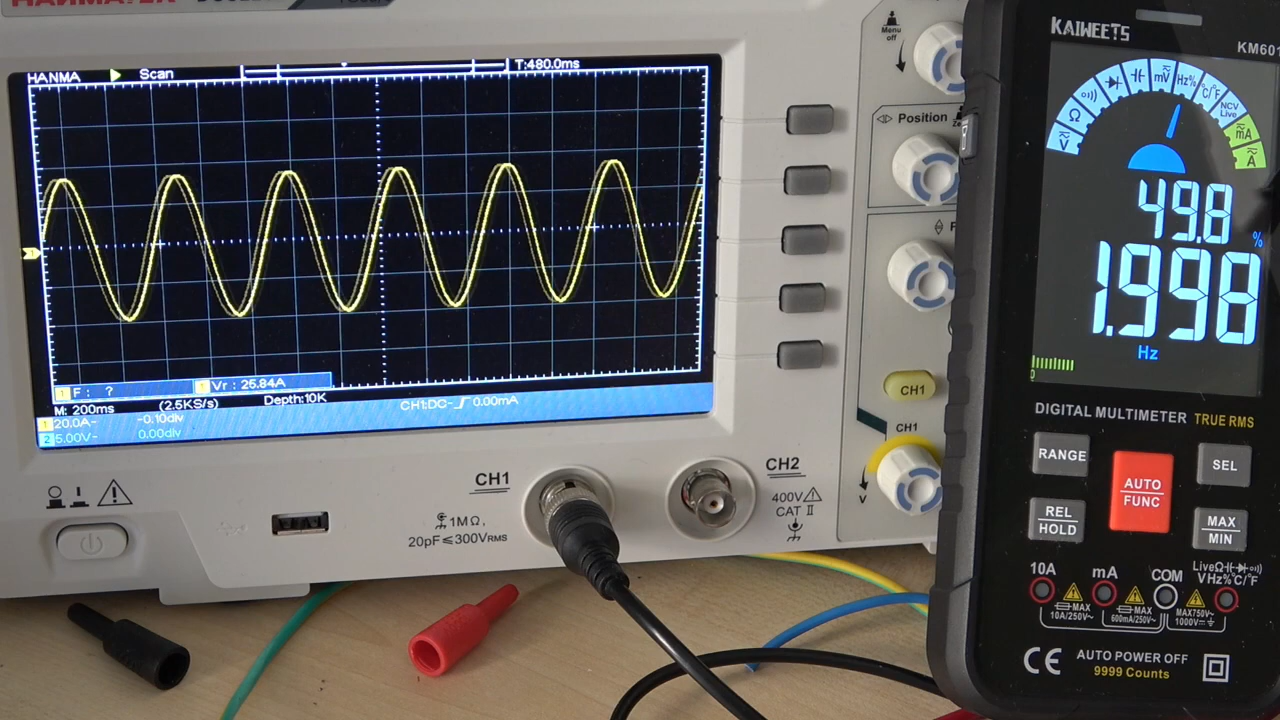 HANMA Scan T:480.0ms
F: ? Vr: 25.84A
M: 200ms (2.5KS/s) Depth:10K
CH1:DC- 0.00mA
1 20.0A~ -0.10div
2 5.00V~ 0.00div
Menu
off
Position
CH1
CH1
V
CH1
1MΩ,
20pF≤300VRMS
CH2
400V
CAT II
KAIWEETS
KM601
V
Ω
mV
Hz%
°C/°F
NCV
Live
mA
A
49.8 %
1.998
Hz
0
DIGITAL MULTIMETER TRUE RMS
RANGE
AUTO
FUNC
SEL
REL
HOLD
MAX
MIN
10A
mA
COM
LiveΩ
VHz%°C/°F
MAX
10A/250V~
MAX
600mA/250V~
MAX750V~
1000V
CE
AUTO POWER OFF
9999 Counts